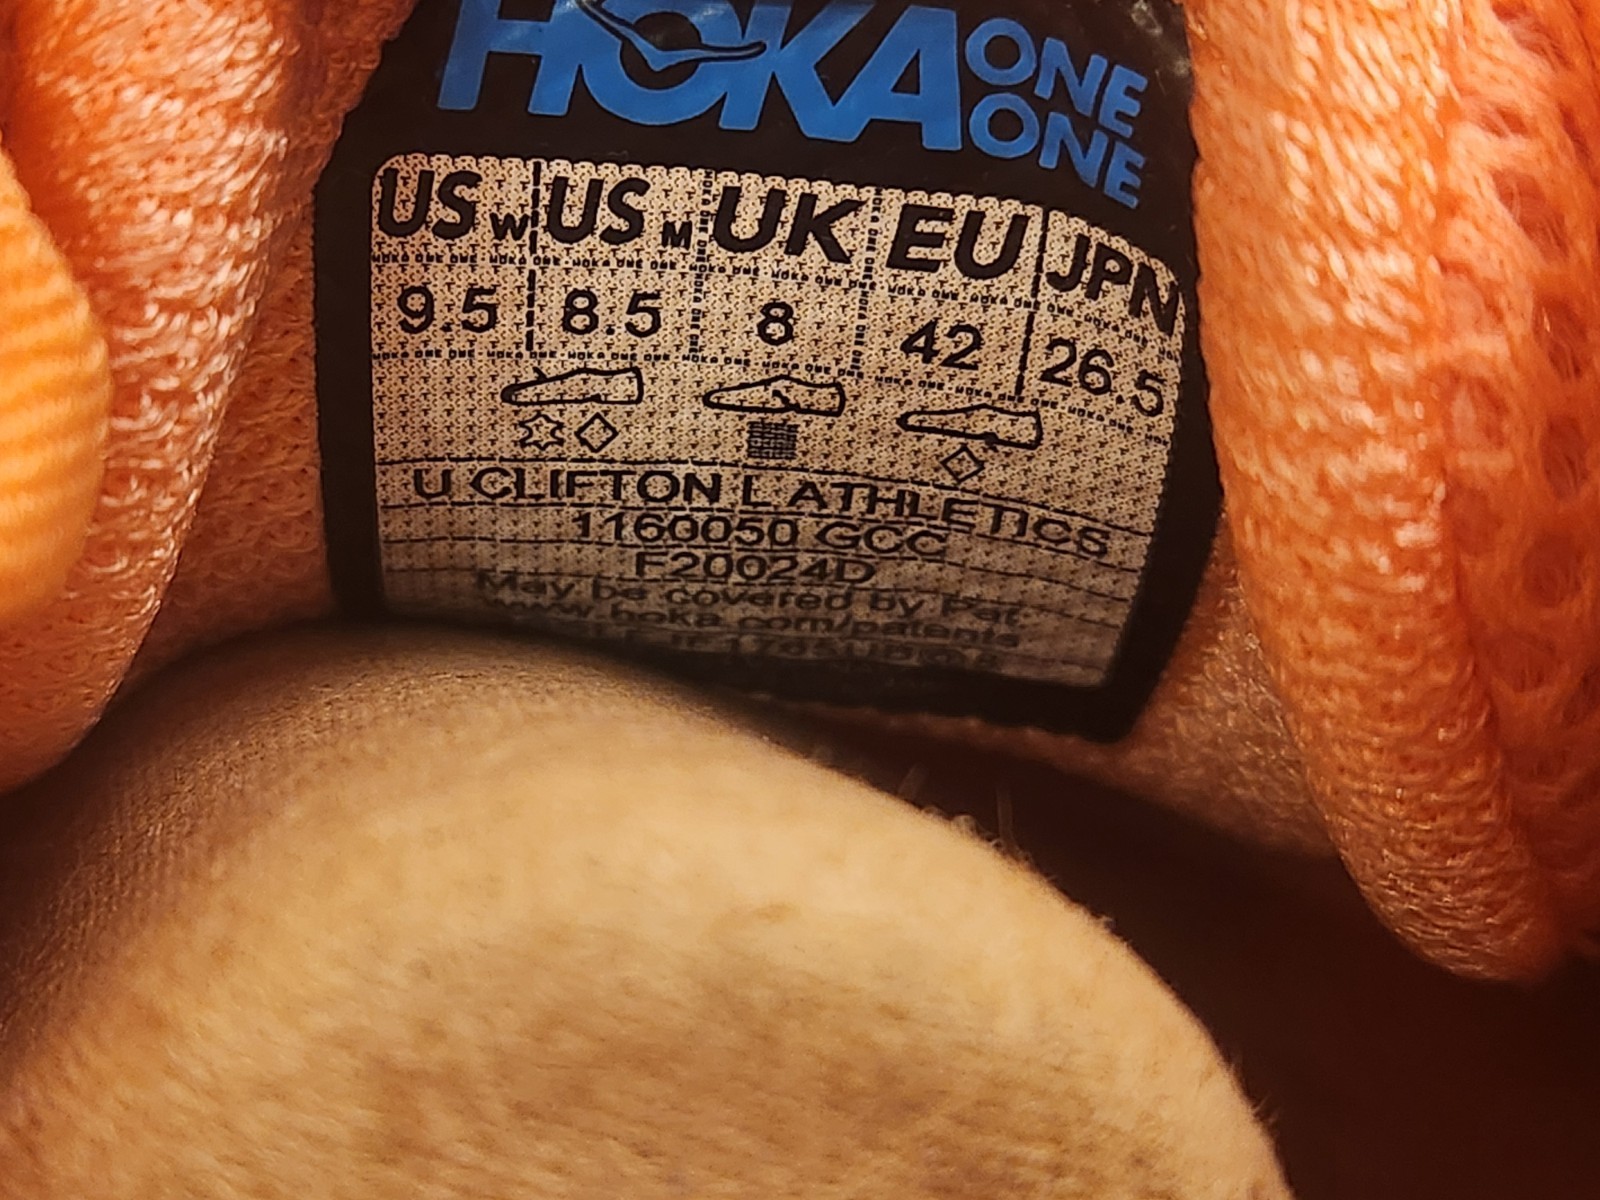 HOKA ONE ONE
US W US M UK EU JPN
9.5 8.5 8 42 26.5
U CLIFTON L ATHLETICS
1160050 GCC
F20024D
May be covered by Pat.
www.hoka.com/patents